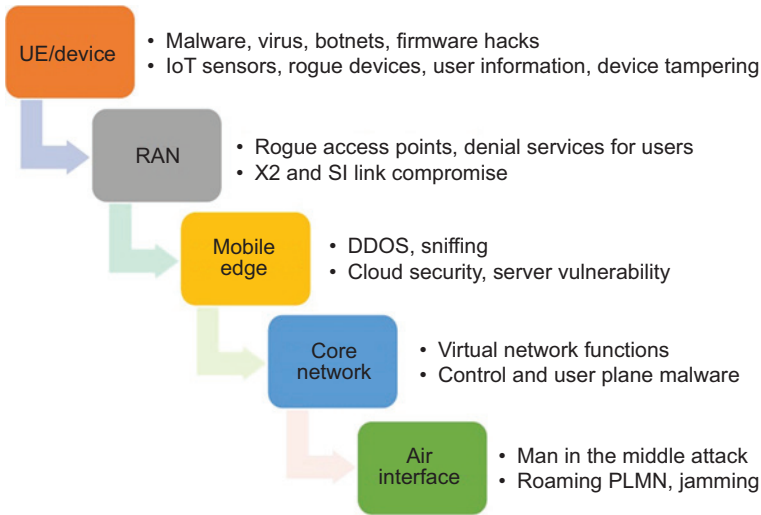 UE/device
• Malware, virus, botnets, firmware hacks
• IoT sensors, rogue devices, user information, device tampering
RAN
• Rogue access points, denial services for users
• X2 and SI link compromise
Mobile
edge
• DDOS, sniffing
• Cloud security, server vulnerability
Core
network
• Virtual network functions
• Control and user plane malware
Air
interface
• Man in the middle attack
• Roaming PLMN, jamming